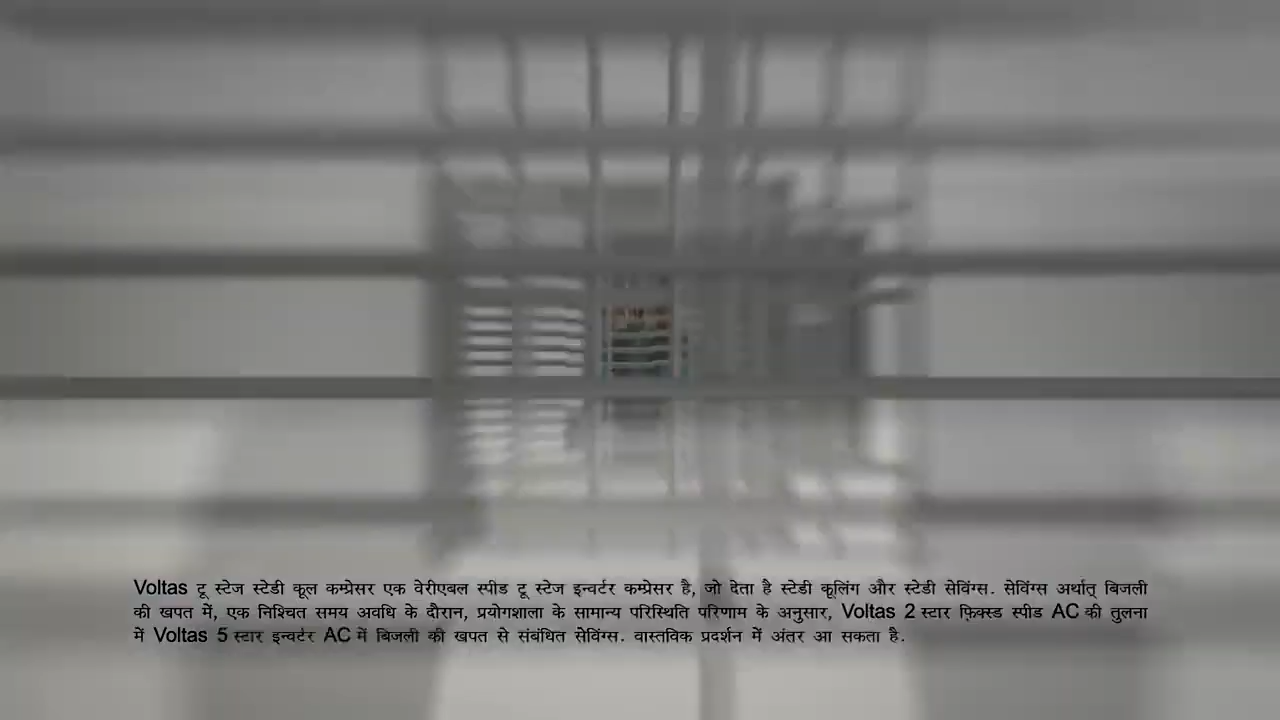 Voltas टू स्टेज स्टेडी कूल कम्प्रेसर एक वेरीएबल स्पीड टू स्टेज इन्वर्टर कम्प्रेसर है, जो देता है स्टेडी कूलिंग और स्टेडी सेविंग्स. सेविंग्स अर्थात् बिजली
की खपत में, एक निश्चित समय अवधि के दौरान, प्रयोगशाला के सामान्य परिस्थिति परिणाम के अनुसार, Voltas 2 स्टार फ़िक्स्ड स्पीड AC की तुलना
में Voltas 5 स्टार इन्वर्टर AC में बिजली की खपत से संबंधित सेविंग्स. वास्तविक प्रदर्शन में अंतर आ सकता है.